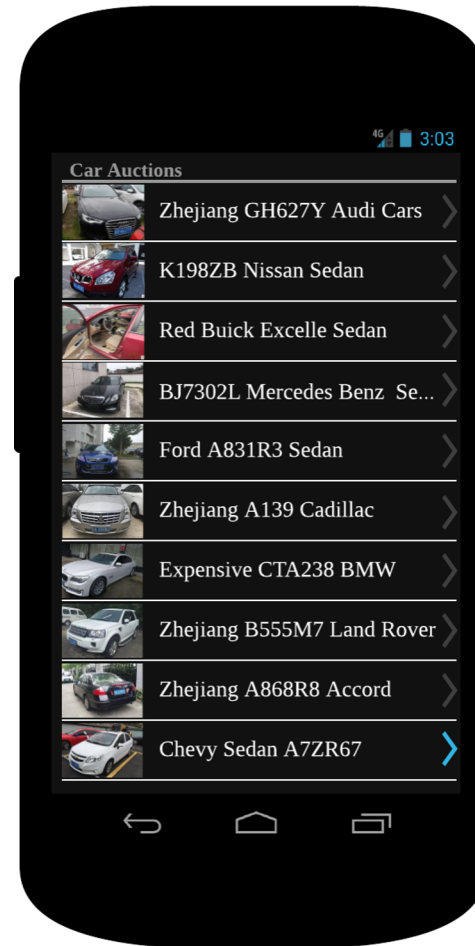 4G 3:03
Car Auctions
Zhejiang GH627Y Audi Cars
K198ZB Nissan Sedan
Red Buick Excelle Sedan
BJ7302L Mercedes Benz Se...
Ford A831R3 Sedan
Zhejiang A139 Cadillac
Expensive CTA238 BMW
Zhejiang B555M7 Land Rover
Zhejiang A868R8 Accord
Chevy Sedan A7ZR67